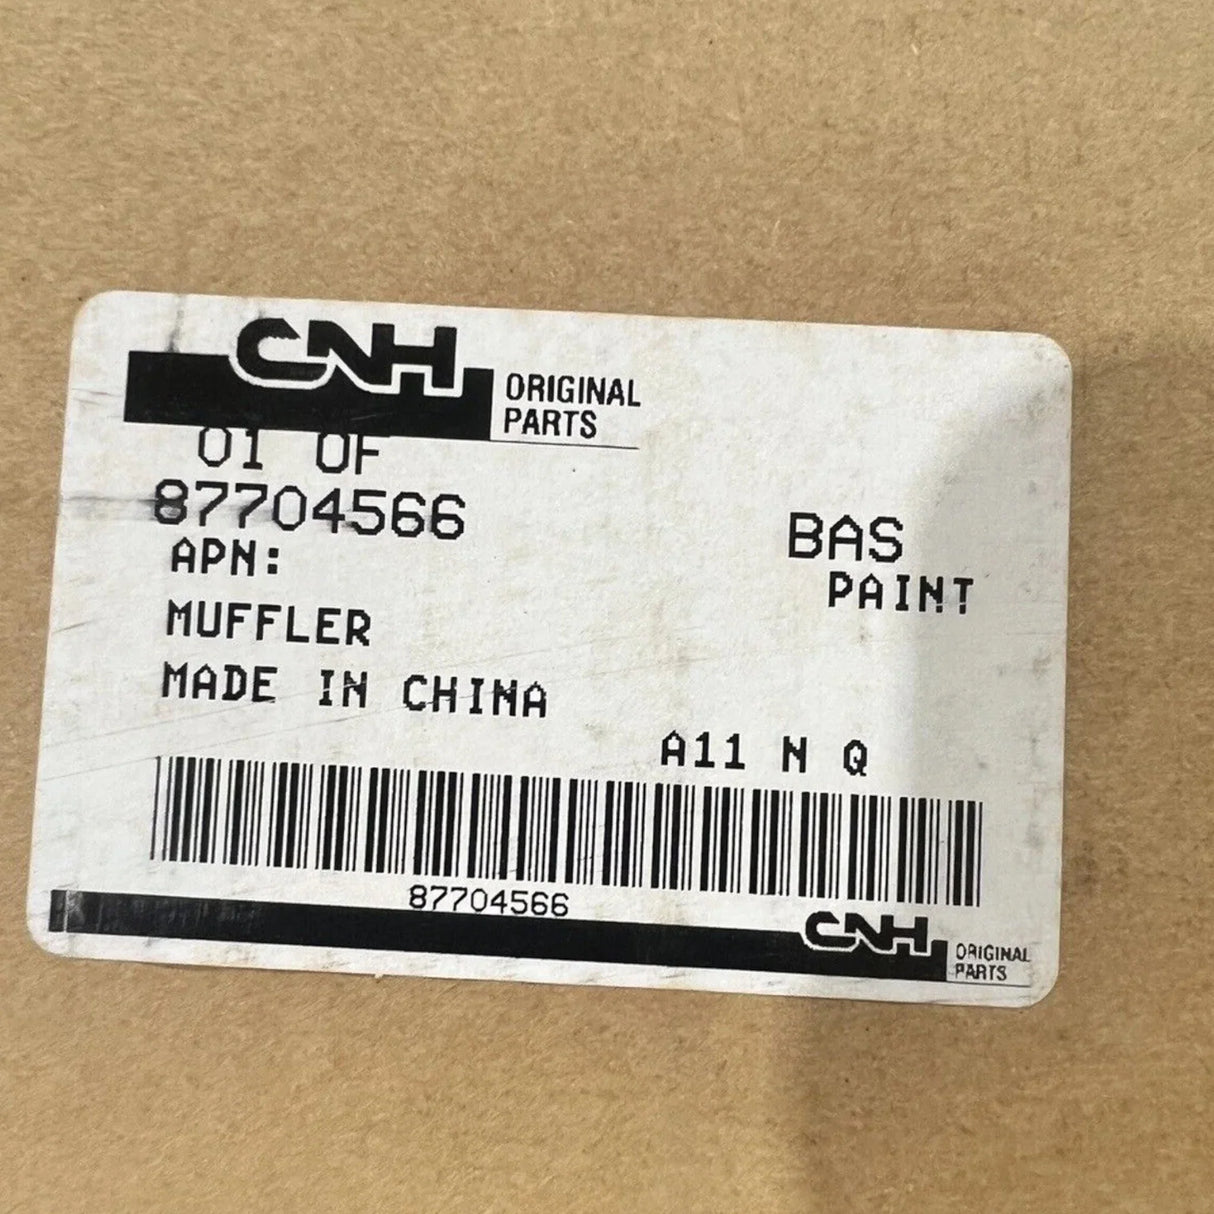 CNH ORIGINAL
PARTS
01 OF
87704566
BAS
APN:
PAINT
MUFFLER
MADE IN CHINA
A11 N Q
87704566
CNH ORIGINAL
PARTS